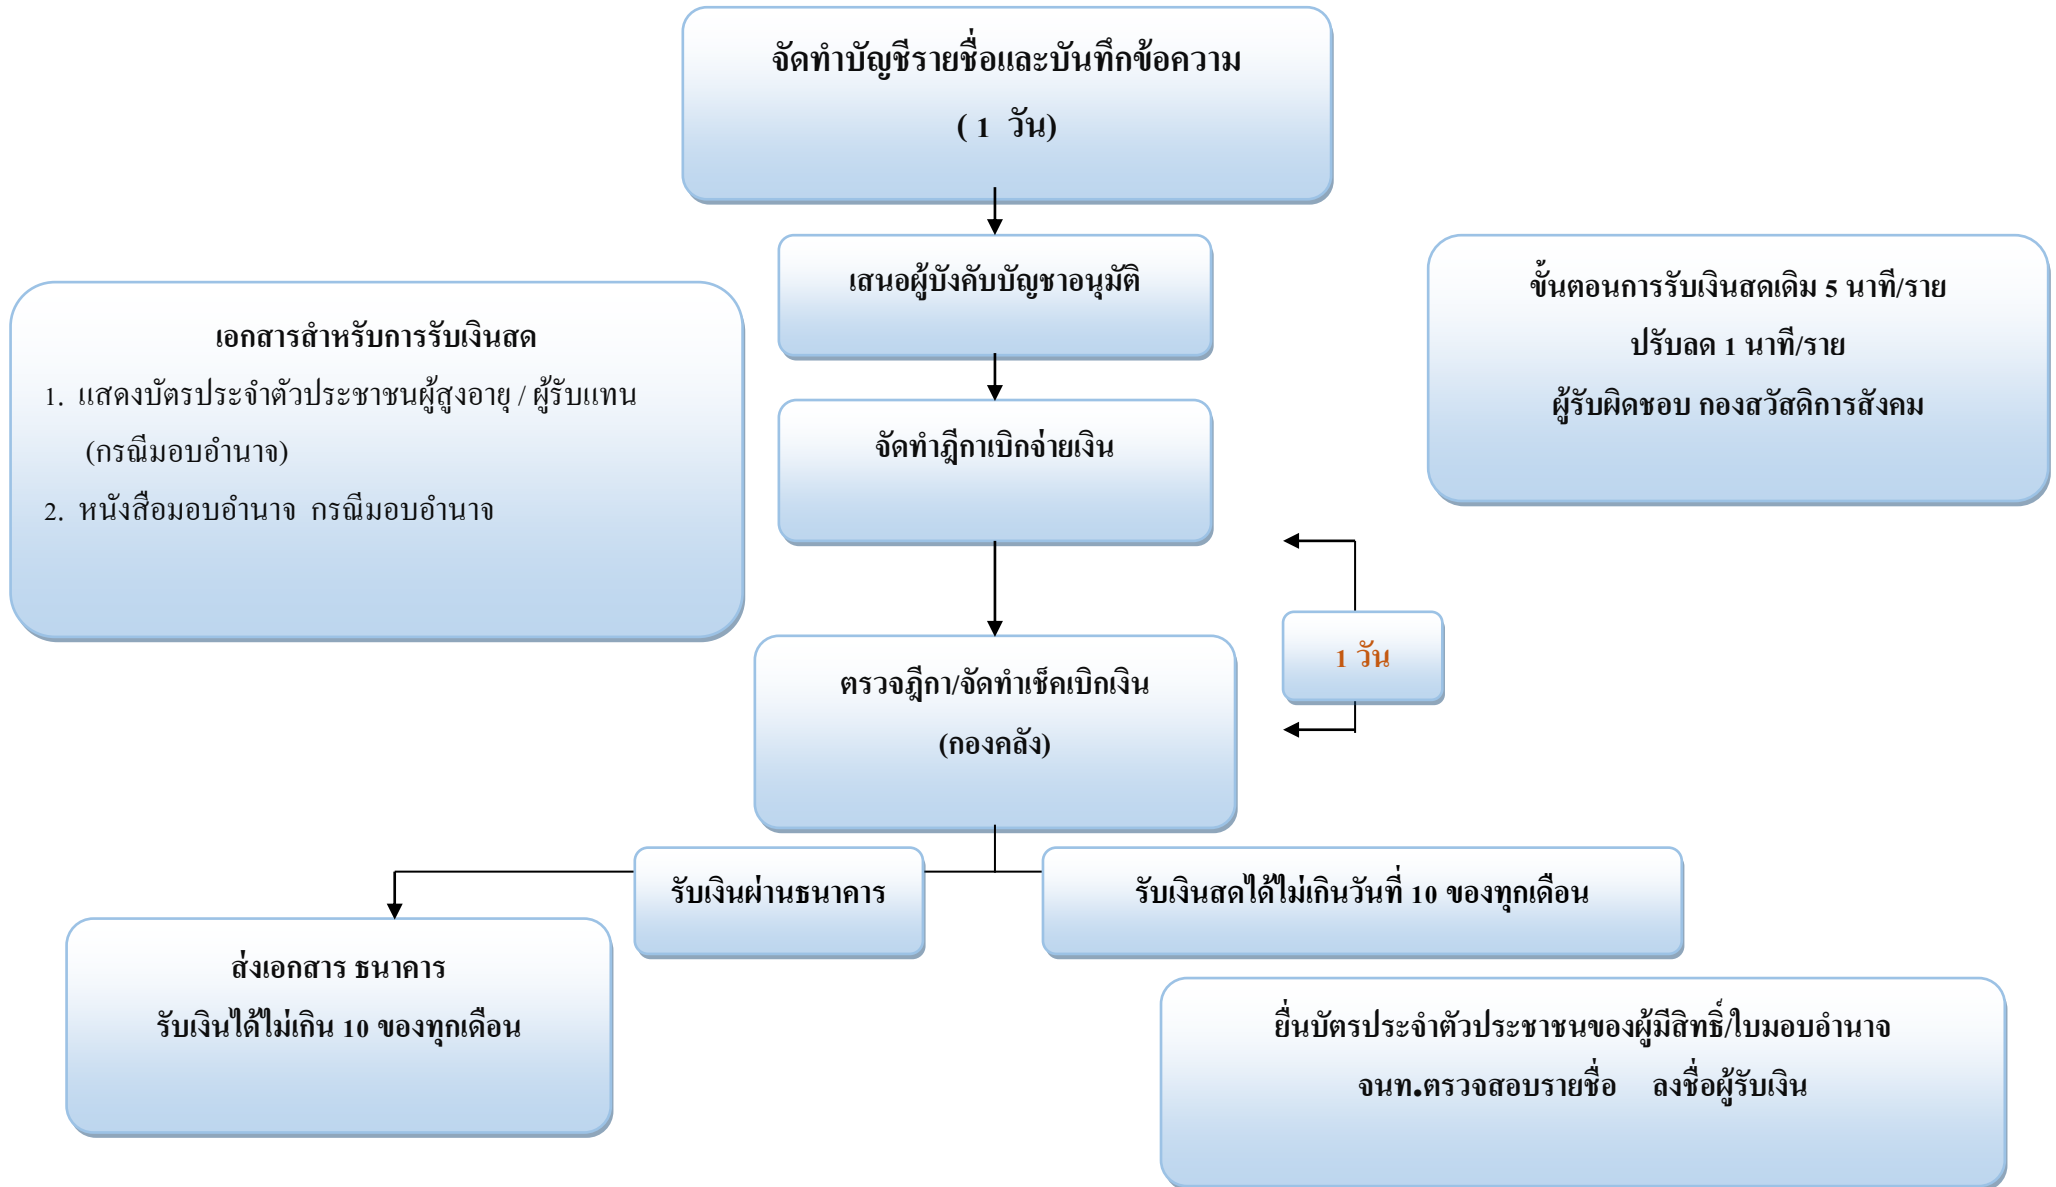 จัดทำบัญชีรายชื่อและบันทึกข้อความ
( 1 วัน)
เสนอผู้บังคับบัญชาอนุมัติ
ขั้นตอนการรับเงินสดเดิม 5 นาที/ราย
ปรับลด 1 นาที/ราย
ผู้รับผิดชอบ กองสวัสดิการสังคม
เอกสารสำหรับการรับเงินสด
1. แสดงบัตรประจำตัวประชาชนผู้สูงอายุ / ผู้รับแทน
(กรณีมอบอำนาจ)
2. หนังสือมอบอำนาจ กรณีมอบอำนาจ
จัดทำฎีกาเบิกจ่ายเงิน
1 วัน
ตรวจฎีกา/จัดทำเช็คเบิกเงิน
(กองคลัง)
รับเงินผ่านธนาคาร
รับเงินสดได้ไม่เกินวันที่ 10 ของทุกเดือน
ส่งเอกสาร ธนาคาร
รับเงินได้ไม่เกิน 10 ของทุกเดือน
ยื่นบัตรประจำตัวประชาชนของผู้มีสิทธิ์/ใบมอบอำนาจ
จนท.ตรวจสอบรายชื่อ ลงชื่อผู้รับเงิน